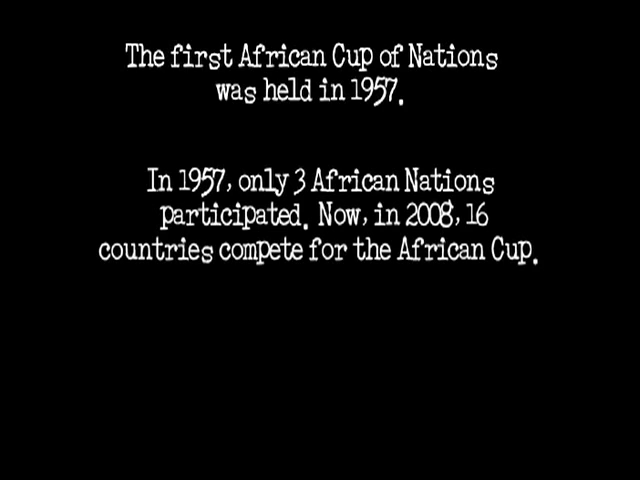 The first African Cup of Nations
was held in 1957.
In 1957, only 3 African Nations
participated. Now, in 2008, 16
countries compete for the African Cup.